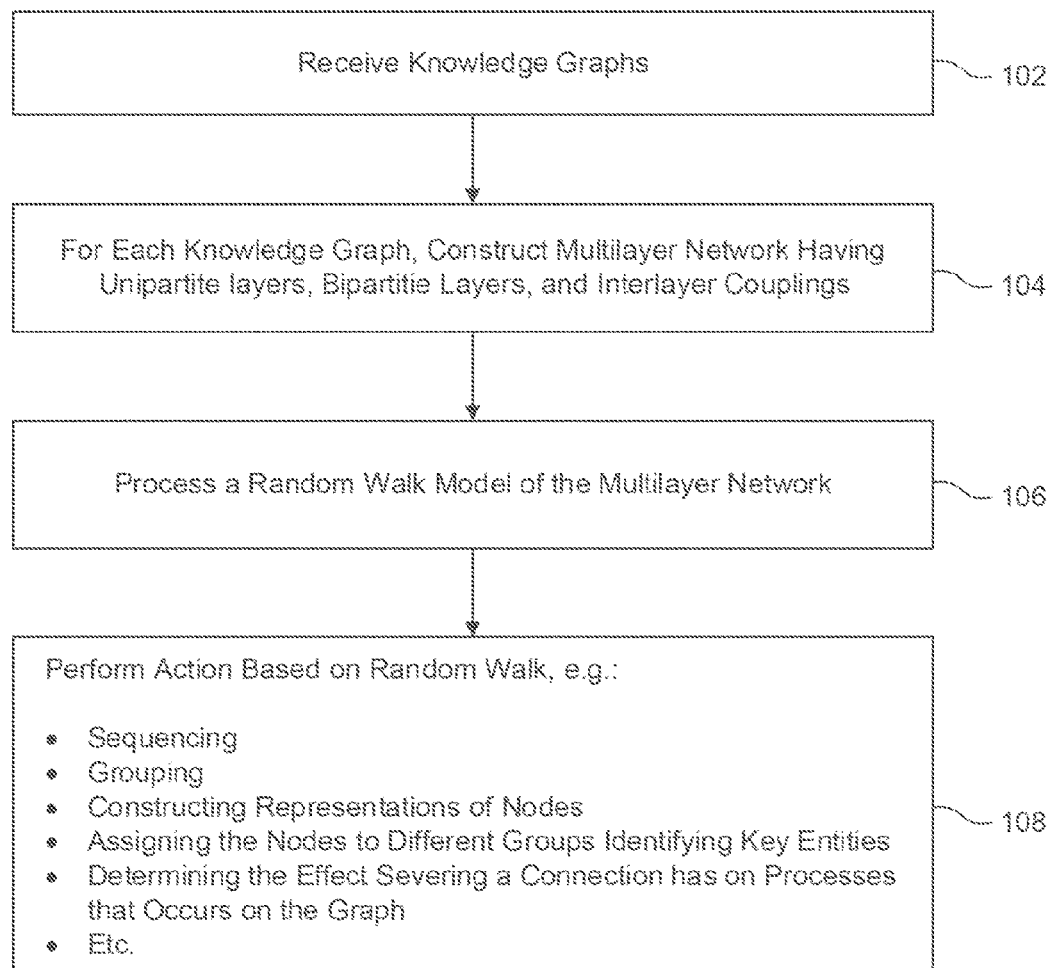 Receive Knowledge Graphs
102
For Each Knowledge Graph, Construct Multilayer Network Having
Unipartite layers, Bipartitie Layers, and Interlayer Couplings
104
Process a Random Walk Model of the Multilayer Network
106
Perform Action Based on Random Walk, e.g.:
• Sequencing
• Grouping
• Constructing Representations of Nodes
• Assigning the Nodes to Different Groups Identifying Key Entities
• Determining the Effect Severing a Connection has on Processes
that Occurs on the Graph
• Etc.
108